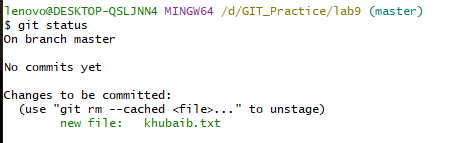 lenovo@DESKTOP-QSLJNN4 MINGW64 /d/GIT_Practice/lab9 (master)
$ git status
On branch master
No commits yet
Changes to be committed:
  (use "git rm --cached <file>..." to unstage)
        new file:   khubaib.txt